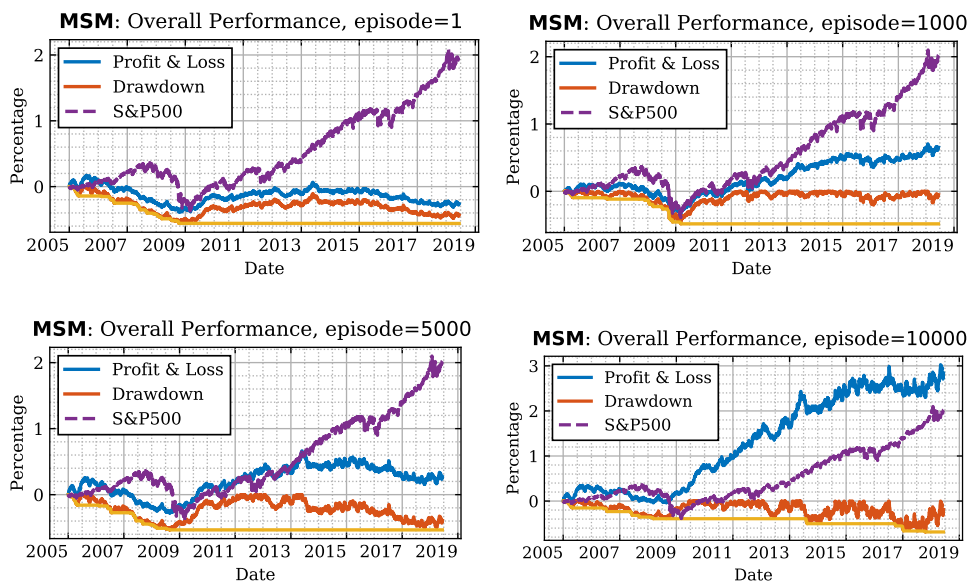 MSM: Overall Performance, episode=1
Percentage
2
1
0
Profit & Loss
Drawdown
S&P500
2005 2007 2009 2011 2013 2015 2017 2019
Date
MSM: Overall Performance, episode=1000
Percentage
2
1
0
Profit & Loss
Drawdown
S&P500
2005 2007 2009 2011 2013 2015 2017 2019
Date
MSM: Overall Performance, episode=5000
Percentage
2
1
0
Profit & Loss
Drawdown
S&P500
2005 2007 2009 2011 2013 2015 2017 2019
Date
MSM: Overall Performance, episode=10000
Percentage
3
2
1
0
Profit & Loss
Drawdown
S&P500
2005 2007 2009 2011 2013 2015 2017 2019
Date